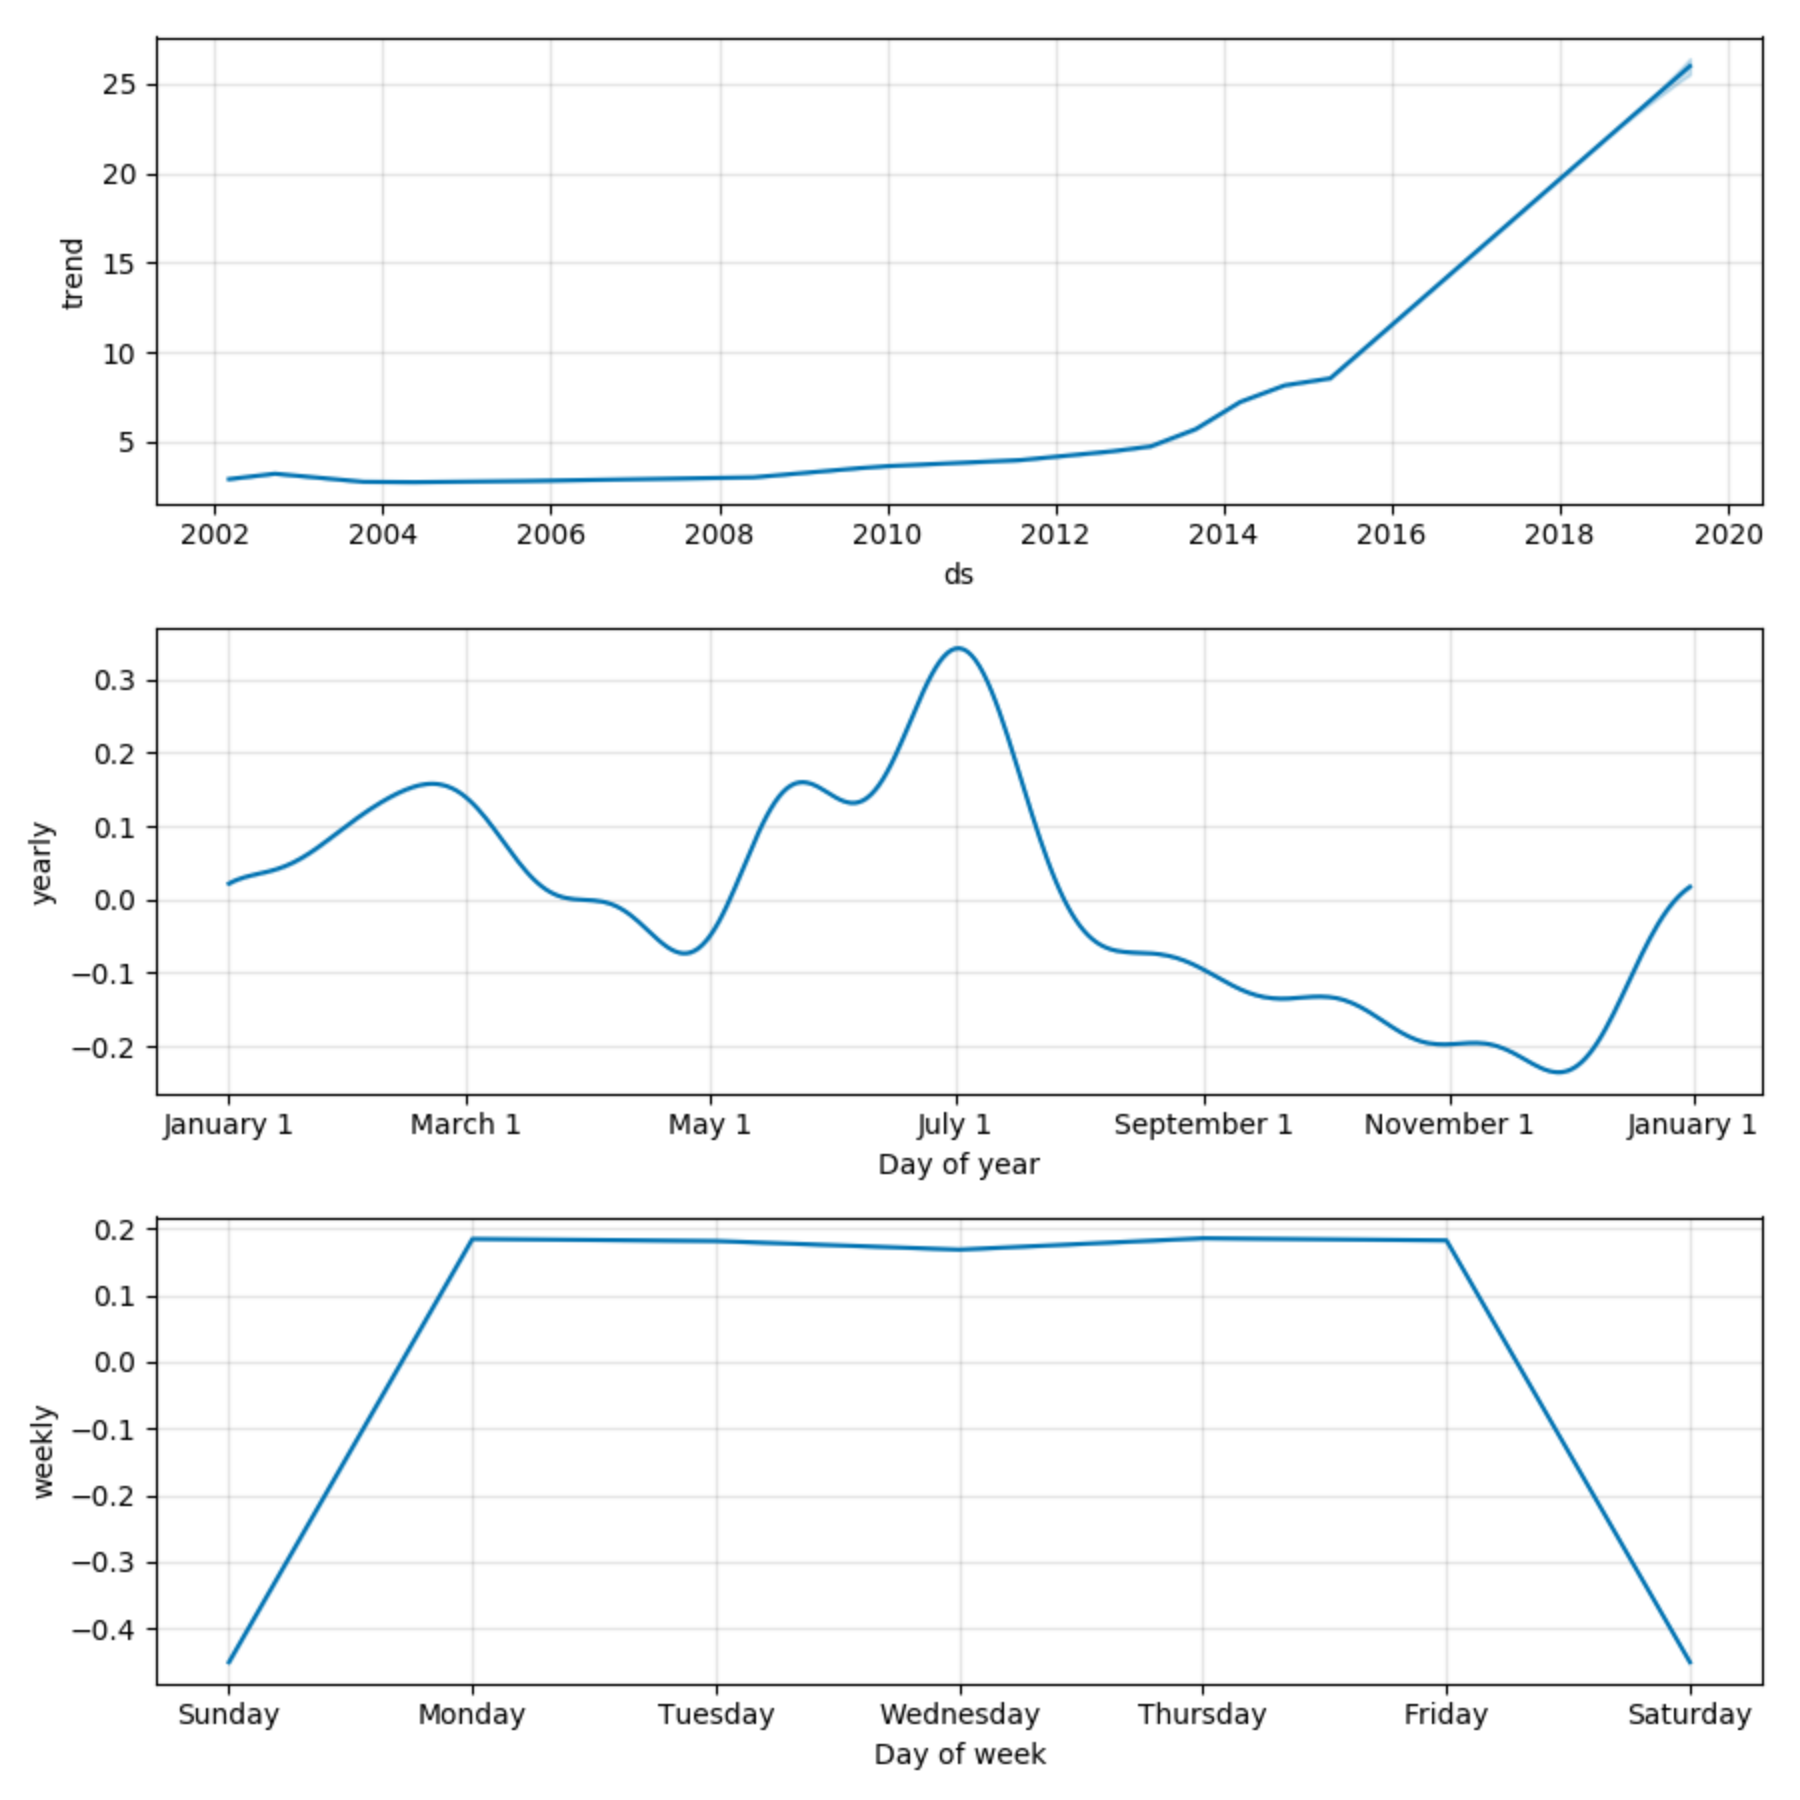 25
20
15
10
5
trend
2002 2004 2006 2008 2010 2012 2014 2016 2018 2020
ds
0.3
0.2
0.1
0.0
−0.1
−0.2
yearly
January 1 March 1 May 1 July 1 September 1 November 1 January 1
Day of year
0.2
0.1
0.0
−0.1
−0.2
−0.3
−0.4
weekly
Sunday Monday Tuesday Wednesday Thursday Friday Saturday
Day of week